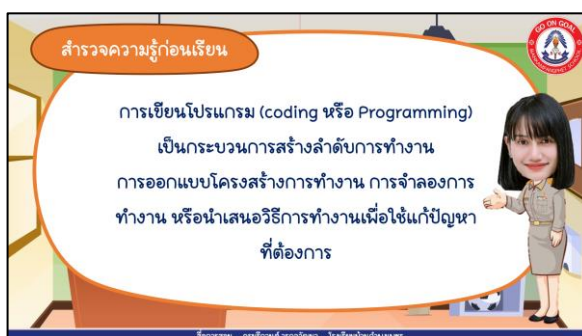 สำรวจความรู้ก่อนเรียน
GO ON GOAL
การเขียนโปรแกรม (coding หรือ Programming)
เป็นกระบวนการสร้างลำดับการทำงาน
การออกแบบโครงสร้างการทำงาน การจำลองการ
ทำงาน หรือนำเสนอวิธีการทำงานเพื่อใช้แก้ปัญหา
ที่ต้องการ